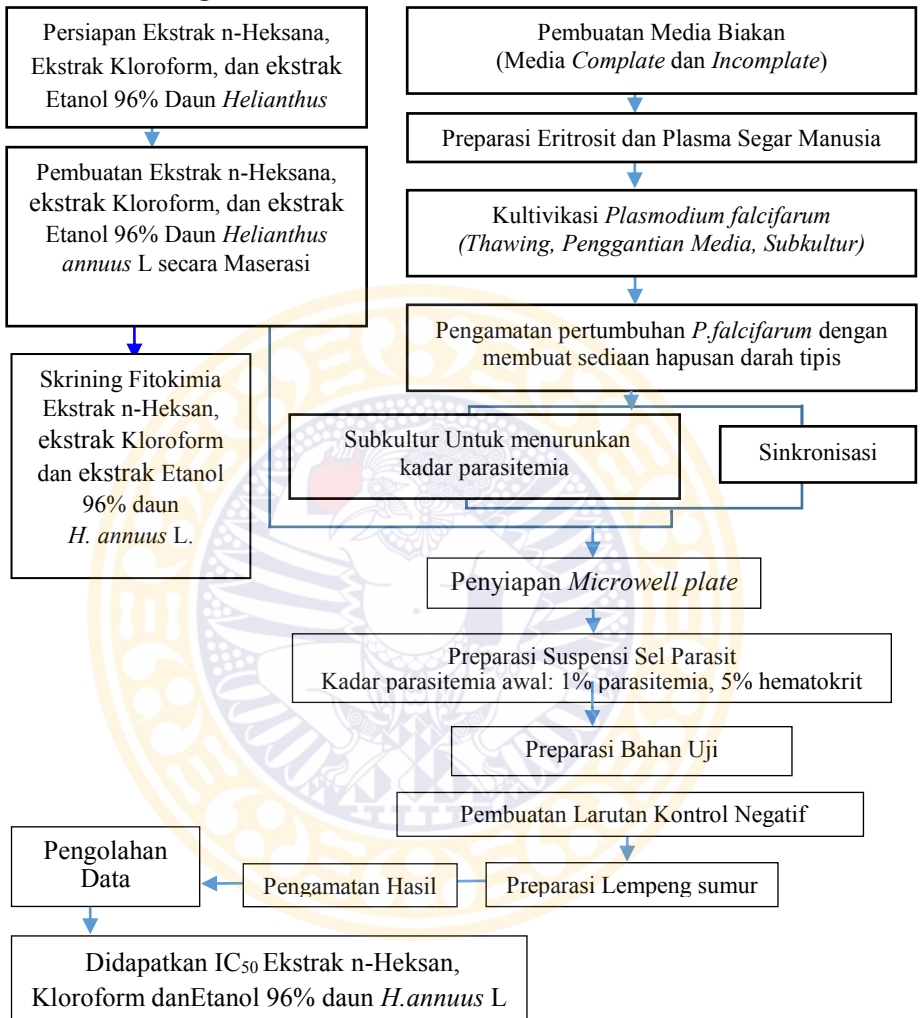 Persiapan Ekstrak n-Heksana,
Ekstrak Kloroform, dan ekstrak
Etanol 96% Daun Helianthus
Pembuatan Ekstrak n-Heksana,
ekstrak Kloroform, dan ekstrak
Etanol 96% Daun Helianthus
annuus L secara Maserasi
Skrining Fitokimia
Ekstrak n-Heksan,
ekstrak Kloroform
dan ekstrak Etanol
96% daun
H. annuus L.
Pembuatan Media Biakan
(Media Complate dan Incomplate)
Preparasi Eritrosit dan Plasma Segar Manusia
Kultivikasi Plasmodium falcifarum
(Thawing, Penggantian Media, Subkultur)
Pengamatan pertumbuhan P.falcifarum dengan
membuat sediaan hapusan darah tipis
Subkultur Untuk menurunkan
kadar parasitemia
Sinkronisasi
Penyiapan Microwell plate
Preparasi Suspensi Sel Parasit
Kadar parasitemia awal: 1% parasitemia, 5% hematokrit
Preparasi Bahan Uji
Pembuatan Larutan Kontrol Negatif
Preparasi Lempeng sumur
Pengamatan Hasil
Pengolahan
Data
Didapatkan IC50 Ekstrak n-Heksan,
Kloroform danEtanol 96% daun H.annuus L